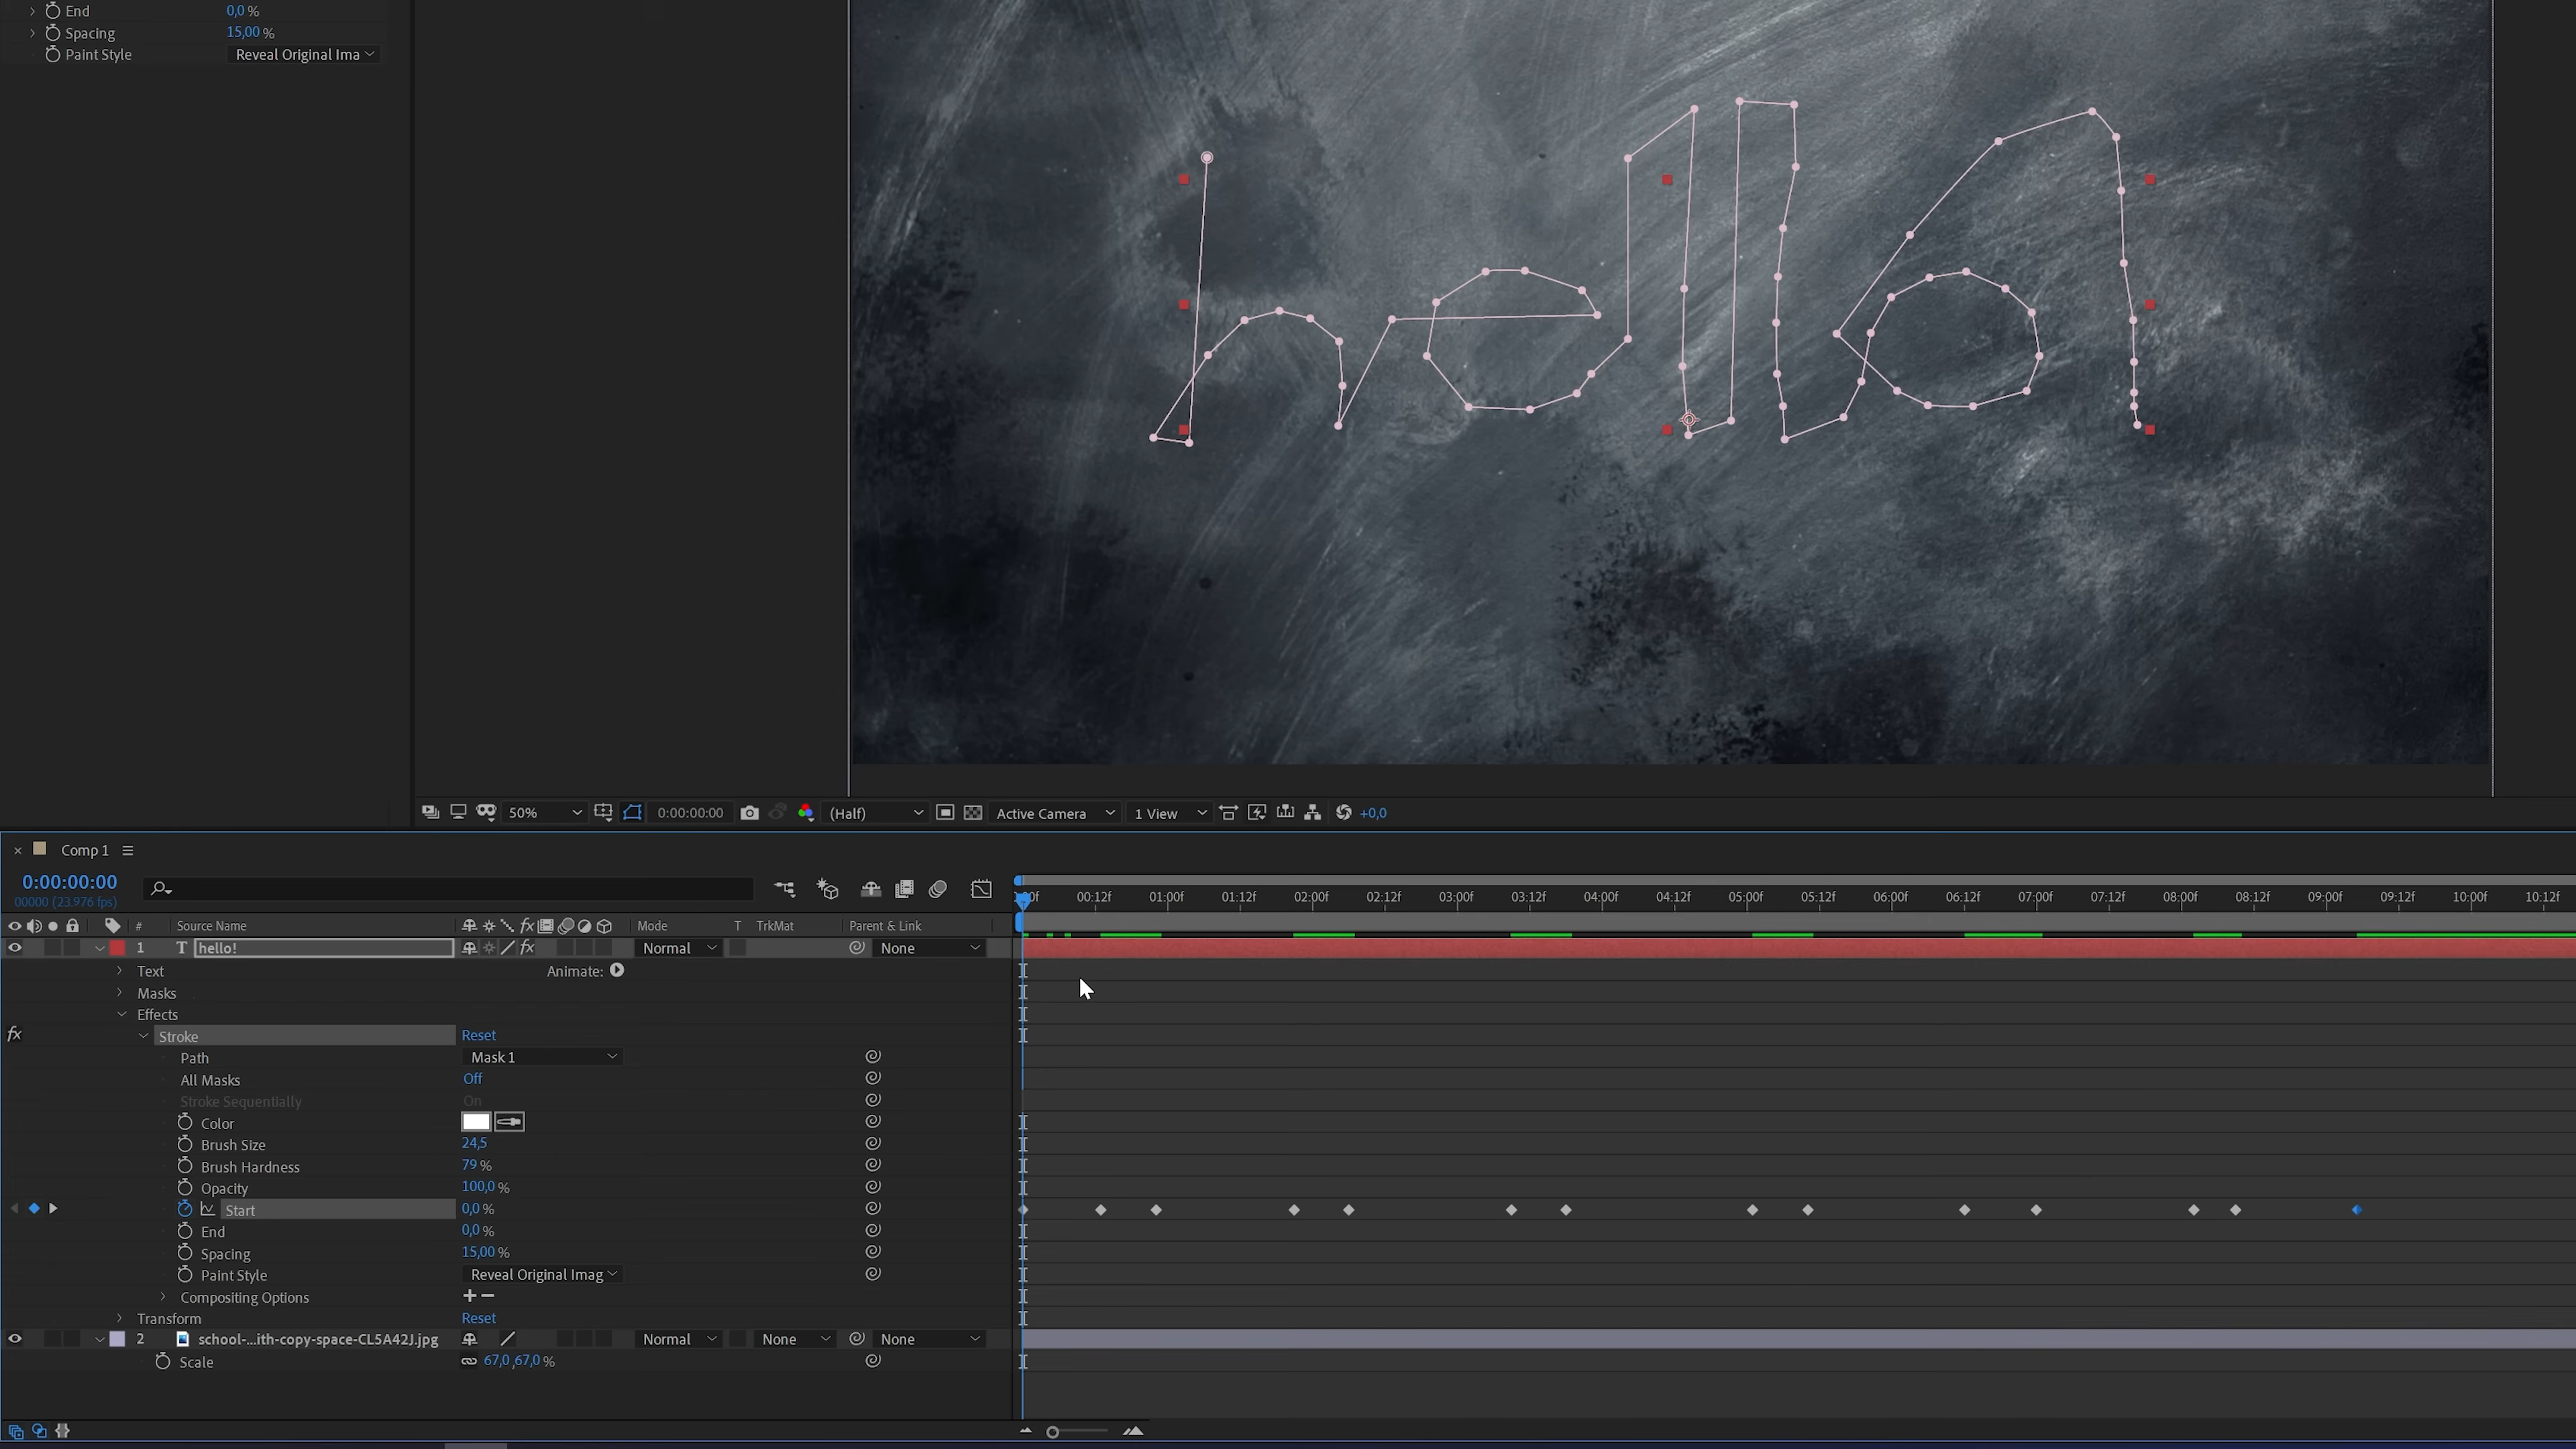 End 0,0 %
Spacing 15,00 %
Paint Style Reveal Original Ima
hello
50% 0:00:00:00 (Half) Active Camera 1 View +0,0
Comp 1
0:00:00:00
00000 (23.976 fps)
00:12f 01:00f 01:12f 02:00f 02:12f 03:00f 03:12f 04:00f 04:12f 05:00f 05:12f 06:00f 06:12f 07:00f 07:12f 08:00f 08:12f 09:00f 09:12f 10:00f 10:12f
# Source Name fx Mode T TrkMat Parent & Link
1 T hello! fx Normal None
Text Animate:
Masks
Effects
fx Stroke Reset
Path Mask 1
All Masks Off
Stroke Sequentially On
Color
Brush Size 24,5
Brush Hardness 79 %
Opacity 100,0 %
Start 0,0 %
End 0,0 %
Spacing 15,00 %
Paint Style Reveal Original Imag
Compositing Options + −
Transform Reset
2 school-...ith-copy-space-CL5A42J.jpg Normal None None
Scale 67,0,67,0 %